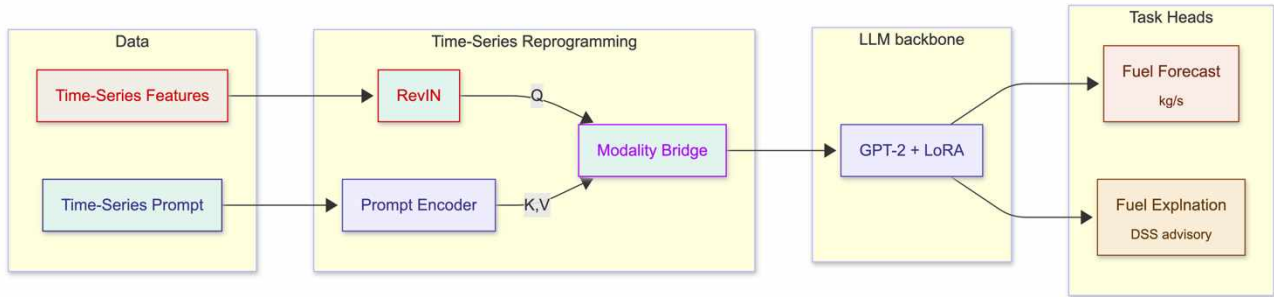 Data
Time-Series Features
Time-Series Prompt
Time-Series Reprogramming
RevIN
Q
Prompt Encoder
K,V
Modality Bridge
LLM backbone
GPT-2 + LoRA
Task Heads
Fuel Forecast
kg/s
Fuel Explnation
DSS advisory